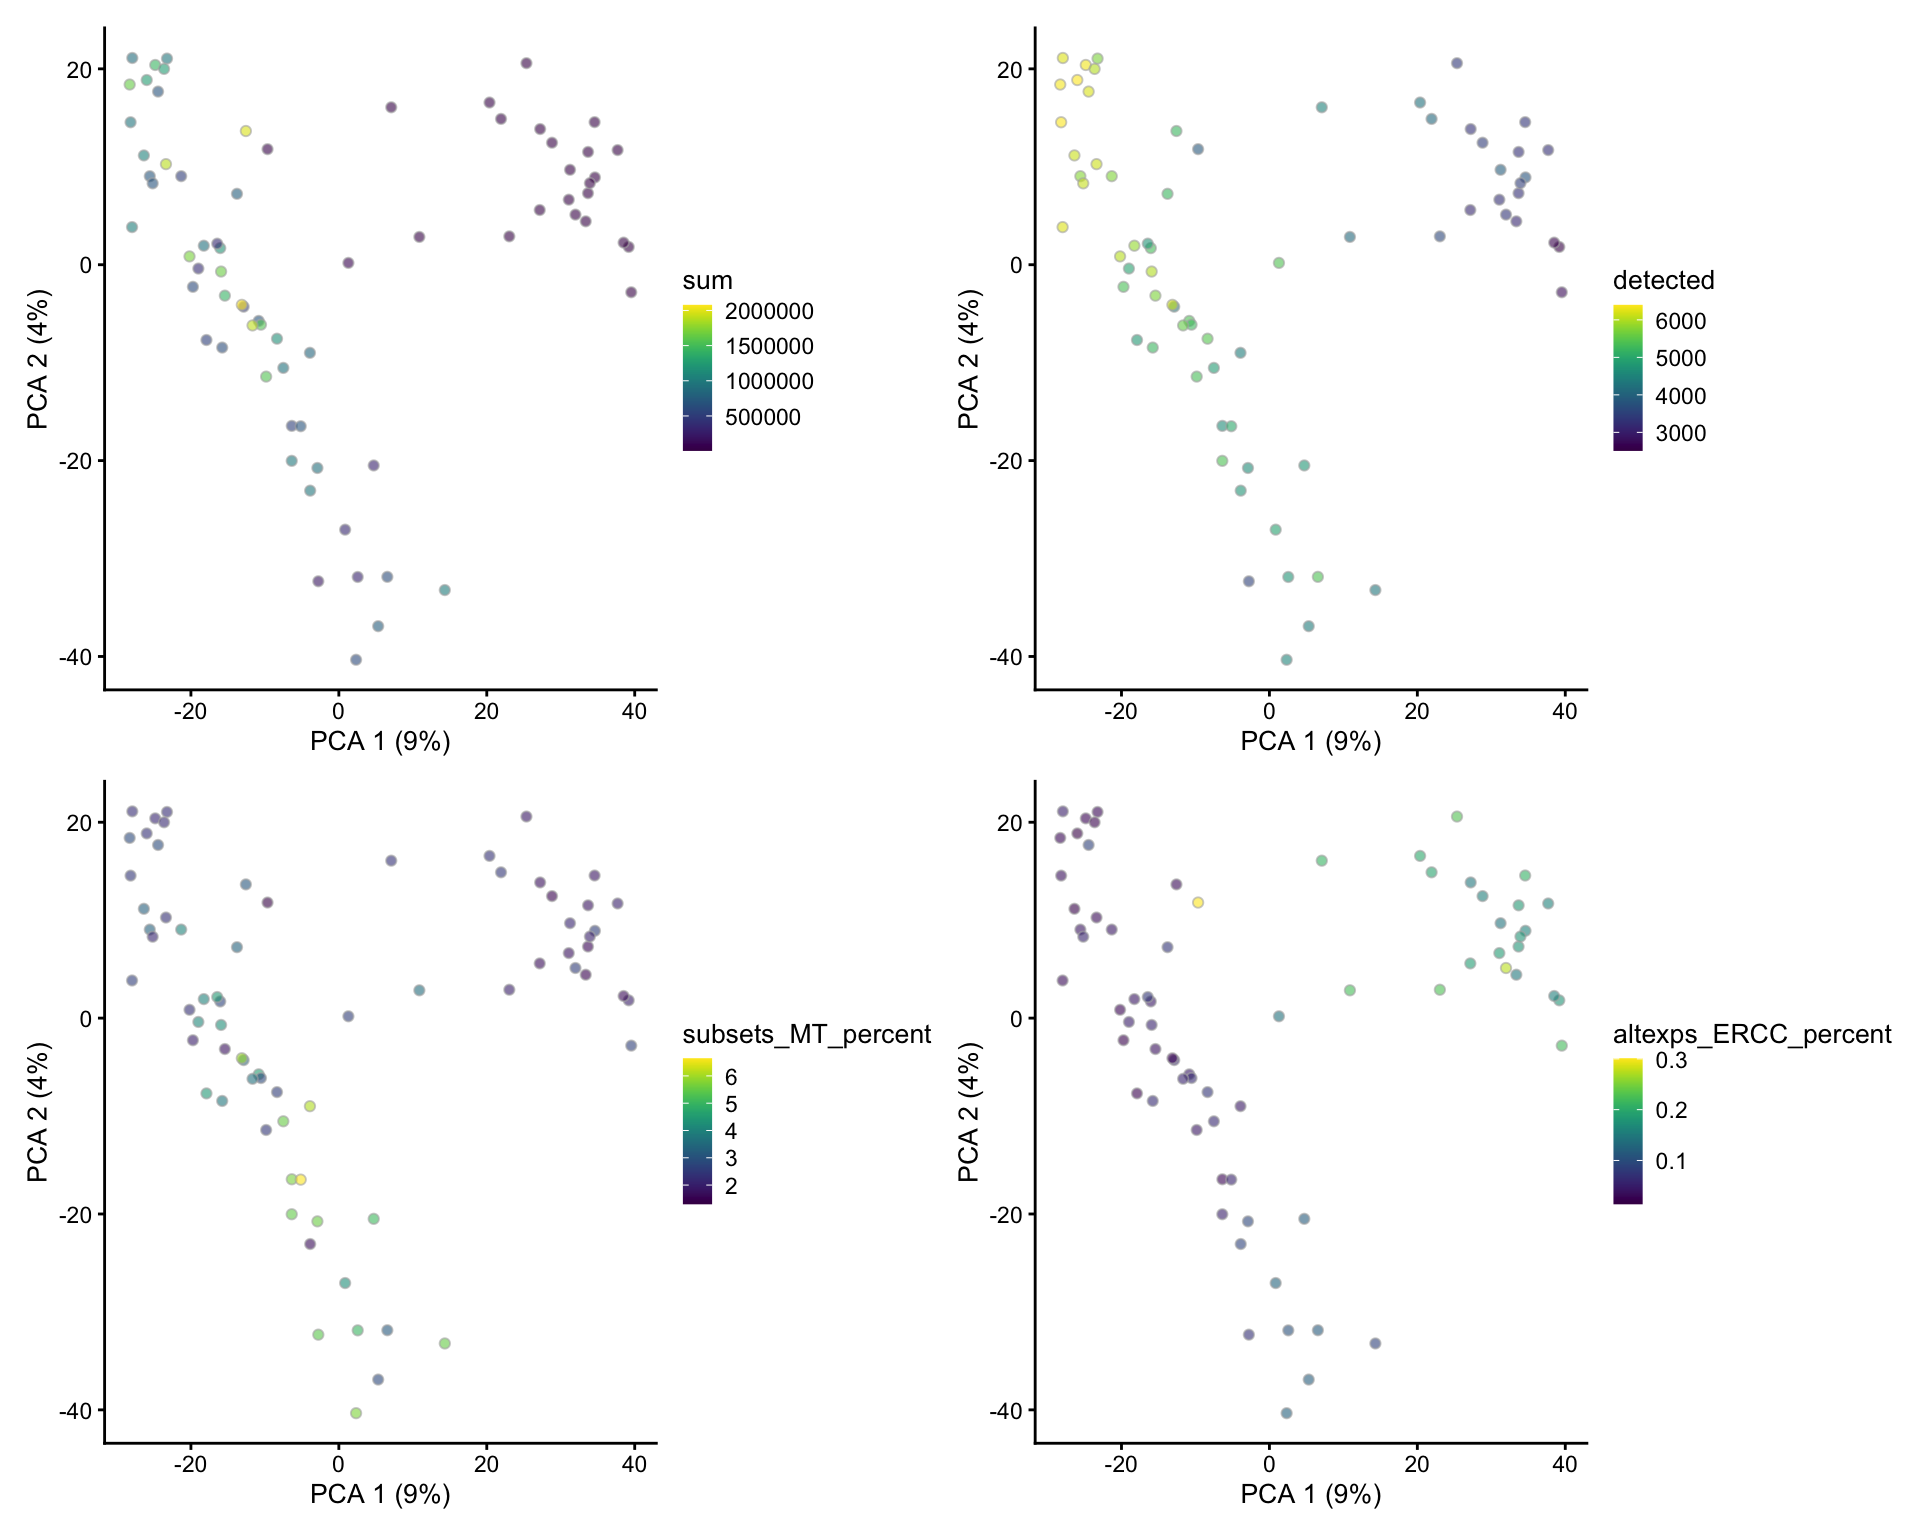 20
0
-20
-40
PCA 2 (4%)
-20 0 20 40
PCA 1 (9%)
sum
2000000
1500000
1000000
500000
20
0
-20
-40
PCA 2 (4%)
-20 0 20 40
PCA 1 (9%)
detected
6000
5000
4000
3000
20
0
-20
-40
PCA 2 (4%)
-20 0 20 40
PCA 1 (9%)
subsets_MT_percent
6
5
4
3
2
20
0
-20
-40
PCA 2 (4%)
-20 0 20 40
PCA 1 (9%)
altexps_ERCC_percent
0.3
0.2
0.1